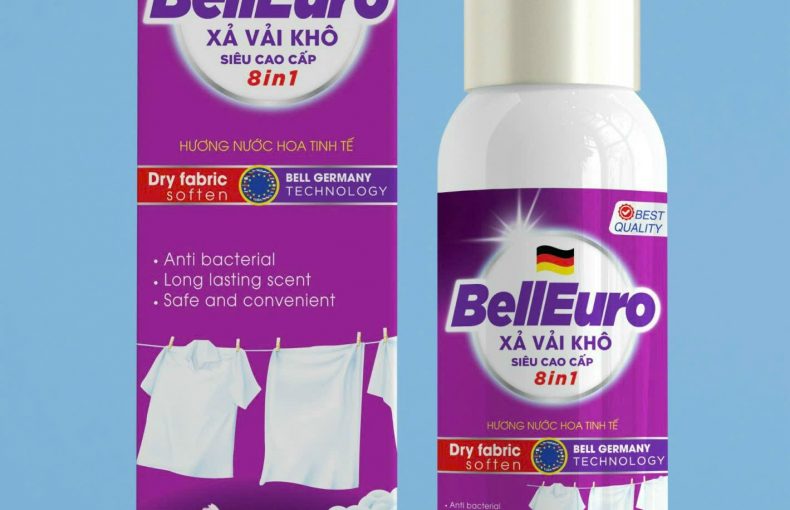 BellEuro
XẢ VẢI KHÔ
SIÊU CAO CẤP
8in1
HƯƠNG NƯỚC HOA TINH TẾ
Dry fabric
soften
BELL GERMANY
TECHNOLOGY
• Anti bacterial
• Long lasting scent
• Safe and convenient
BEST
QUALITY
BellEuro
XẢ VẢI KHÔ
SIÊU CAO CẤP
8in1
HƯƠNG NƯỚC HOA TINH TẾ
Dry fabric
soften
BELL GERMANY
TECHNOLOGY
• Anti bacterial